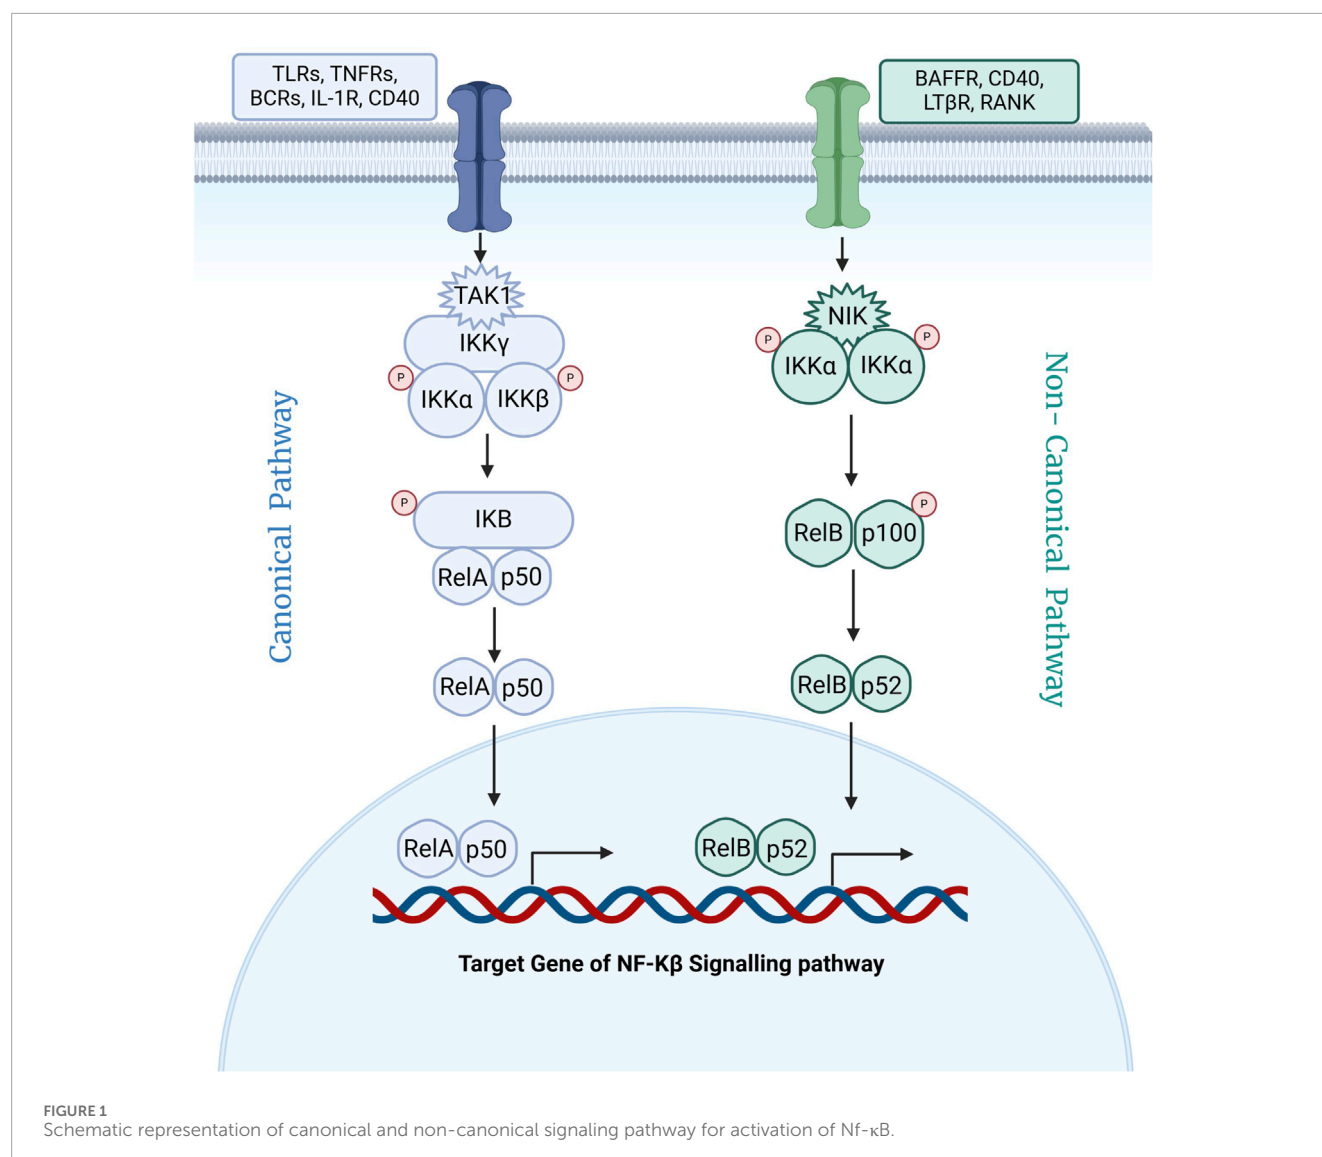 TLRs, TNFRs,
BCRs, IL-1R, CD40
BAFFR, CD40,
LTβR, RANK
TAK1
IKKγ
P
IKKα
IKKβ
P
NIK
P
IKKα
IKKα
P
Canonical Pathway
Non- Canonical Pathway
P
IKB
RelA
p50
RelB
p100
P
RelA
p50
RelB
p52
RelA
p50
RelB
p52
Target Gene of NF-Kβ Signalling pathway
FIGURE 1
Schematic representation of canonical and non-canonical signaling pathway for activation of Nf-κB.